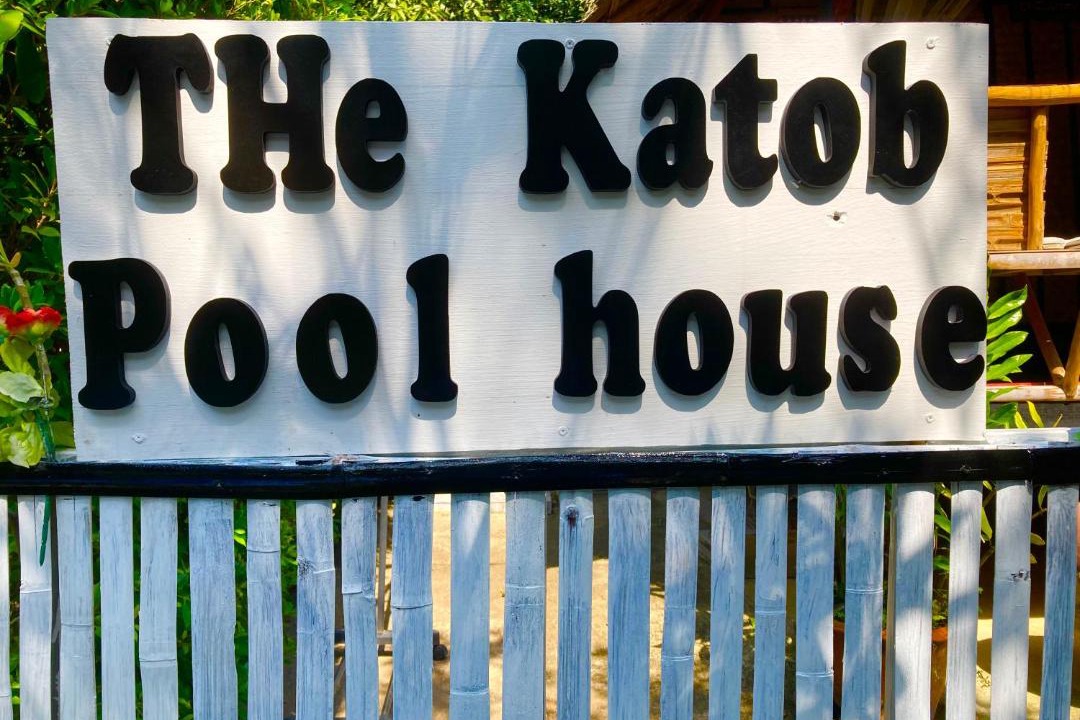 THe Katob
Pool house